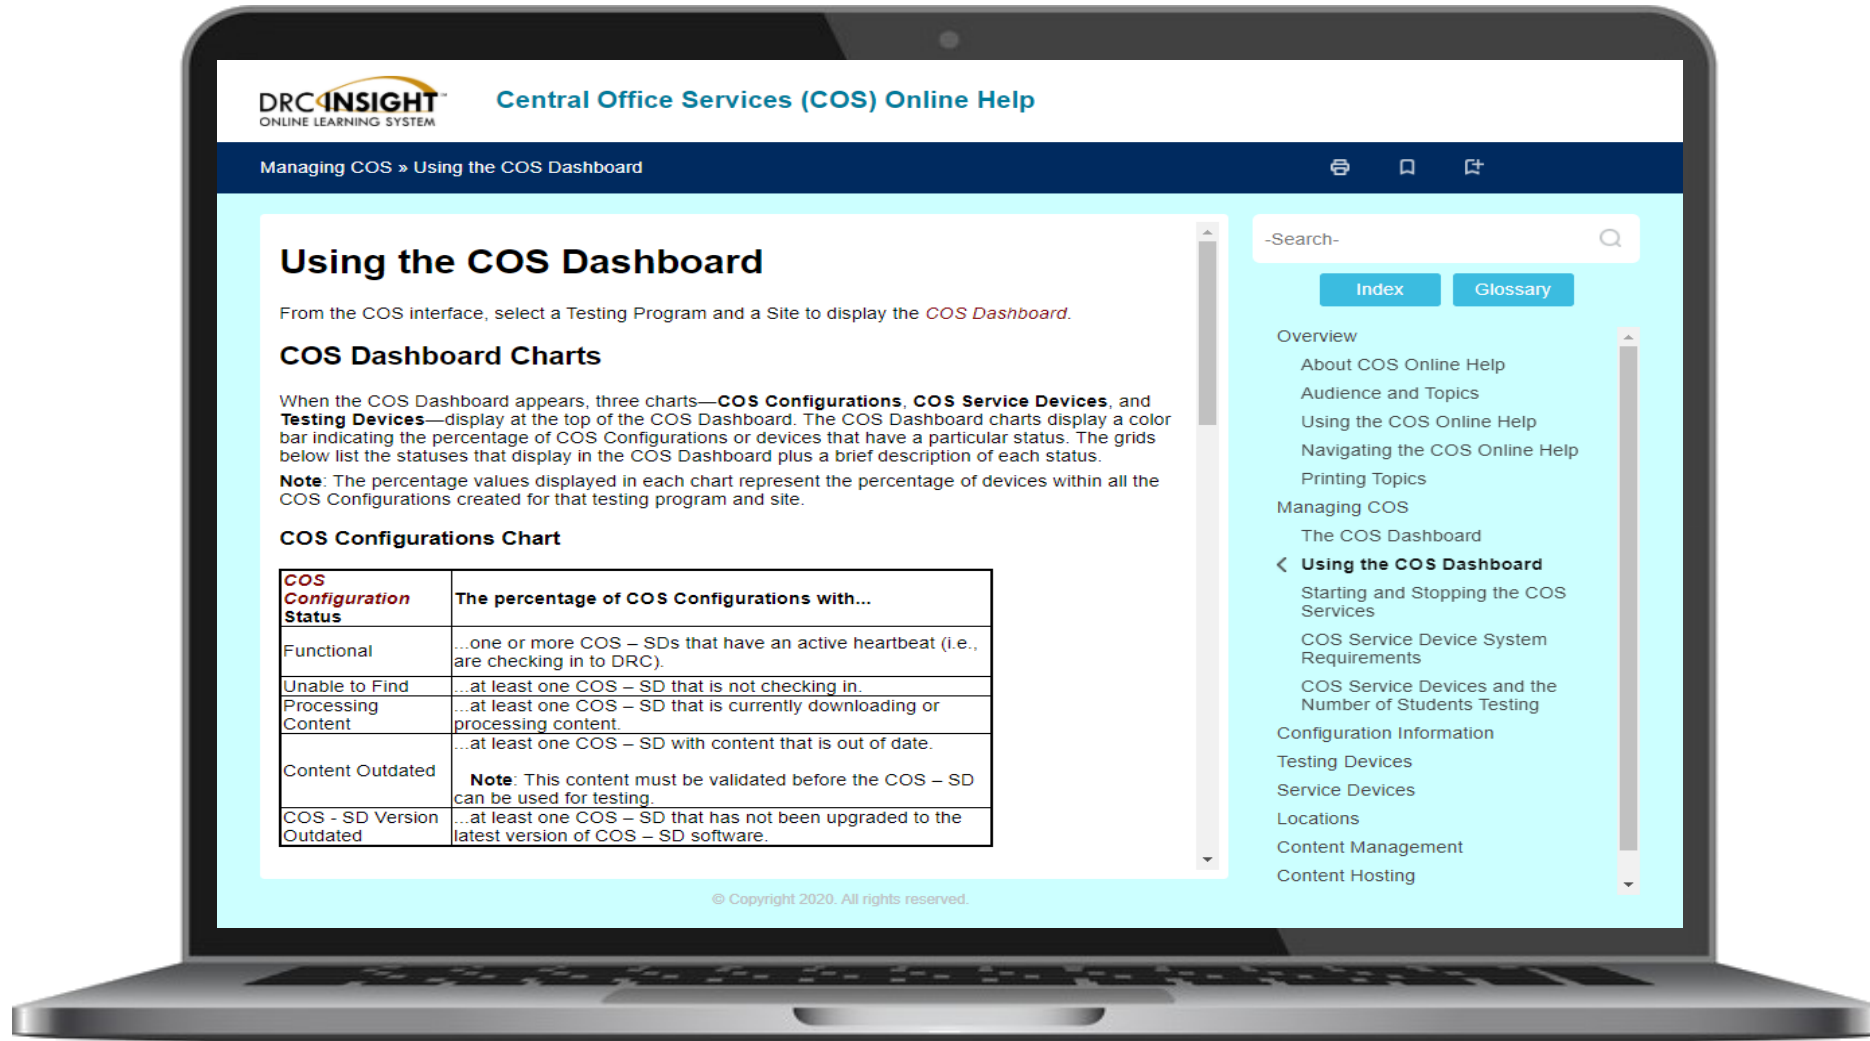 DRC INSIGHT™
ONLINE LEARNING SYSTEM
Central Office Services (COS) Online Help
Managing COS » Using the COS Dashboard
Using the COS Dashboard
From the COS interface, select a Testing Program and a Site to display the COS Dashboard.
COS Dashboard Charts
When the COS Dashboard appears, three charts—COS Configurations, COS Service Devices, and
Testing Devices—display at the top of the COS Dashboard. The COS Dashboard charts display a color
bar indicating the percentage of COS Configurations or devices that have a particular status. The grids
below list the statuses that display in the COS Dashboard plus a brief description of each status.
Note: The percentage values displayed in each chart represent the percentage of devices within all the
COS Configurations created for that testing program and site.
COS Configurations Chart
COS
Configuration
Status
The percentage of COS Configurations with...
Functional
...one or more COS – SDs that have an active heartbeat (i.e.,
are checking in to DRC).
Unable to Find
...at least one COS – SD that is not checking in.
Processing
Content
...at least one COS – SD that is currently downloading or
processing content.
Content Outdated
...at least one COS – SD with content that is out of date.
Note: This content must be validated before the COS – SD
can be used for testing.
COS - SD Version
Outdated
...at least one COS – SD that has not been upgraded to the
latest version of COS – SD software.
-Search-
Index
Glossary
Overview
About COS Online Help
Audience and Topics
Using the COS Online Help
Navigating the COS Online Help
Printing Topics
Managing COS
The COS Dashboard
Using the COS Dashboard
Starting and Stopping the COS
Services
COS Service Device System
Requirements
COS Service Devices and the
Number of Students Testing
Configuration Information
Testing Devices
Service Devices
Locations
Content Management
Content Hosting
© Copyright 2020. All rights reserved.